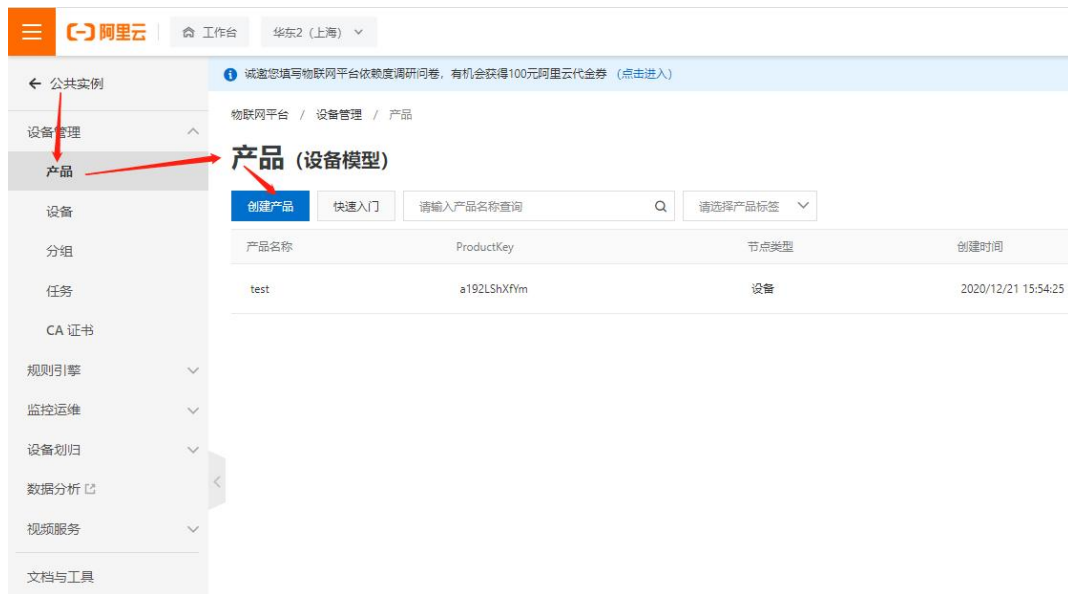 阿里云 工作台 华东2（上海）
公共实例
诚邀您填写物联网平台依赖度调研问卷，有机会获得100元阿里云代金券 （点击进入）
物联网平台 / 设备管理 / 产品
设备管理
产品
设备
分组
任务
CA 证书
规则引擎
监控运维
设备划归
数据分析
视频服务
文档与工具
产品（设备模型）
创建产品 快速入门 请输入产品名称查询 请选择产品标签
产品名称 ProductKey 节点类型 创建时间
test a192LShXfYm 设备 2020/12/21 15:54:25